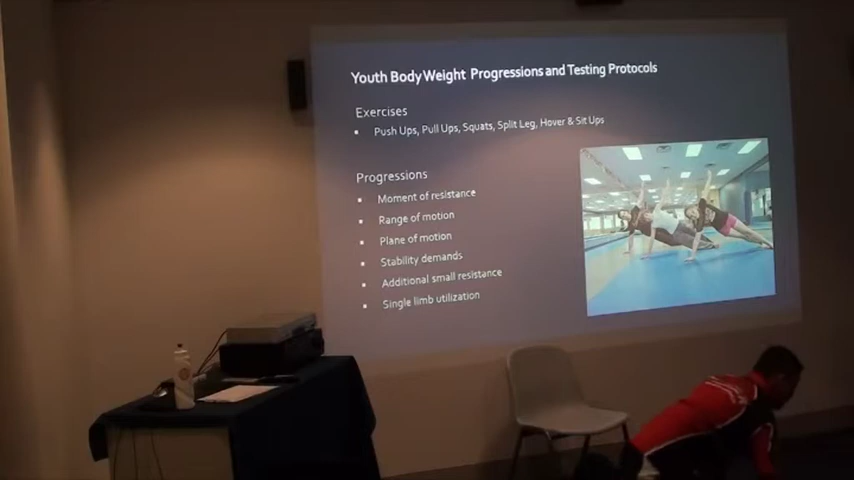 Youth Body Weight Progressions and Testing Protocols
Exercises
Push Ups, Pull Ups, Squats, Split Leg, Hover & Sit Ups
Progressions
Moment of resistance
Range of motion
Plane of motion
Stability demands
Additional small resistance
Single limb utilization